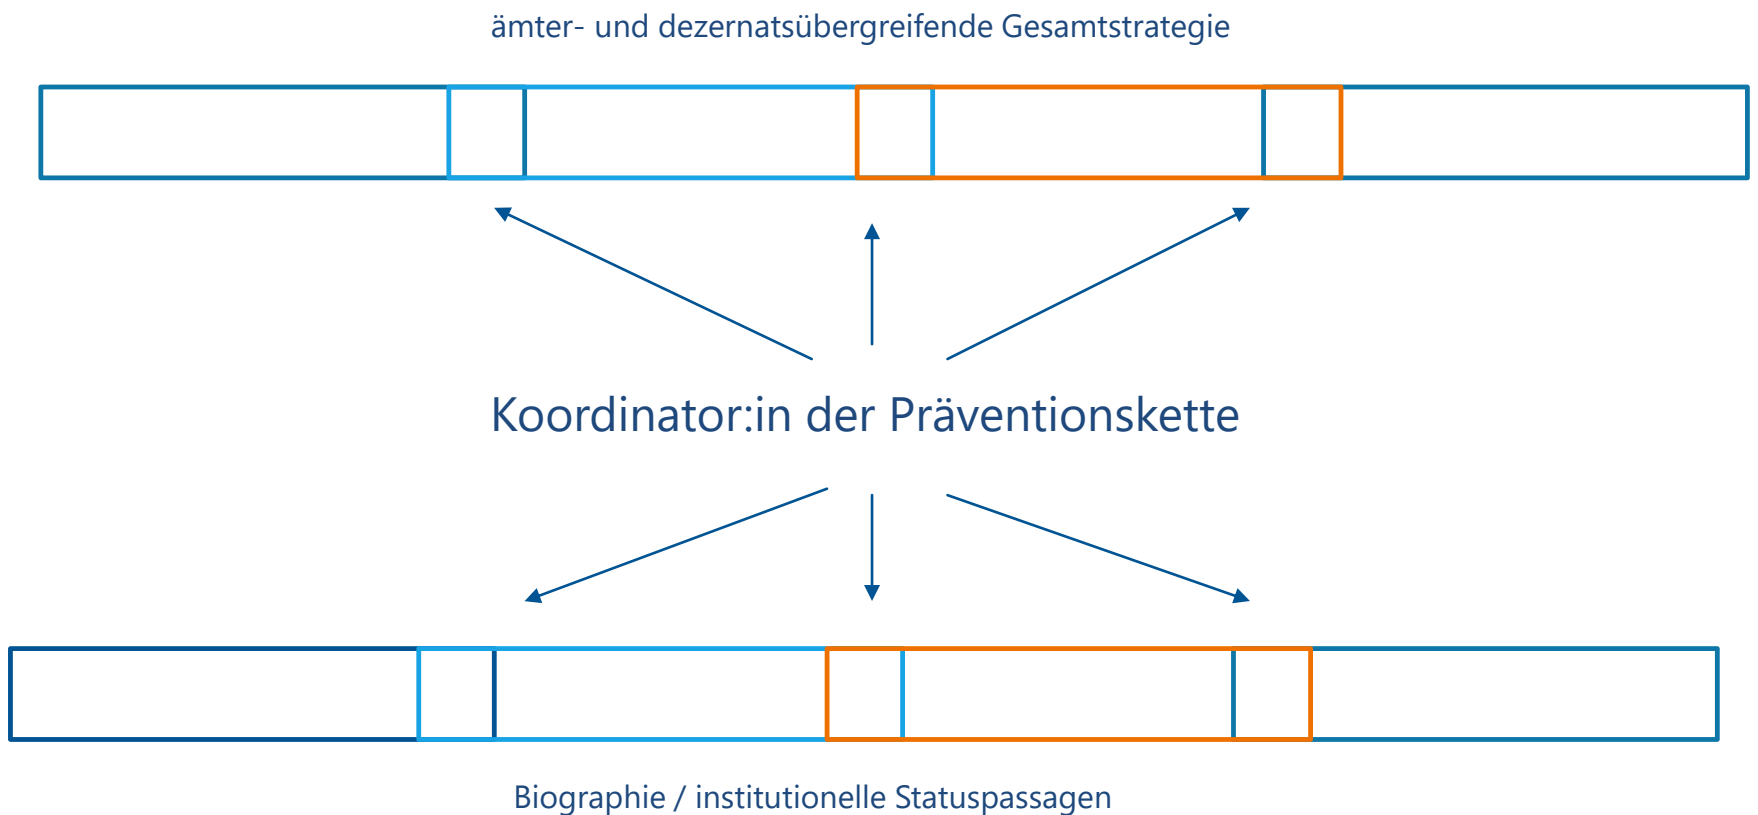 ämter- und dezernatsübergreifende Gesamtstrategie
Koordinator:in der Präventionskette
Biographie / institutionelle Statuspassagen